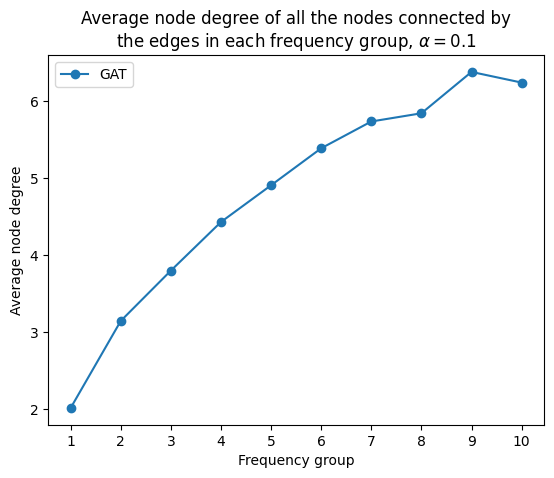 Average node degree of all the nodes connected by
the edges in each frequency group, α = 0.1
GAT
6
5
4
3
2
Average node degree
1 2 3 4 5 6 7 8 9 10
Frequency group